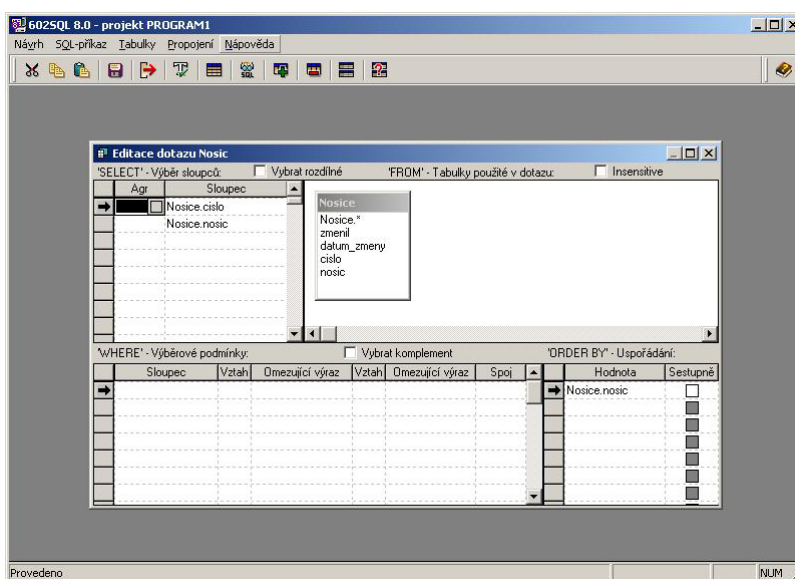 602SQL 8.0 - projekt PROGRAM1
Návrh SQL-příkaz Tabulky Propojení Nápověda
SQL
Editace dotazu Nosic
'SELECT' - Výběr sloupců: Vybrat rozdílné 'FROM' - Tabulky použité v dotazu: Insensitive
Agr Sloupec
Nosice.cislo
Nosice.nosic
Nosice
Nosice.*
zmenil
datum_zmeny
cislo
nosic
'WHERE' - Výběrové podmínky: Vybrat komplement 'ORDER BY' - Uspořádání:
Sloupec Vztah Omezující výraz Vztah Omezující výraz Spoj Hodnota Sestupně
Nosice.nosic
Provedeno NUM